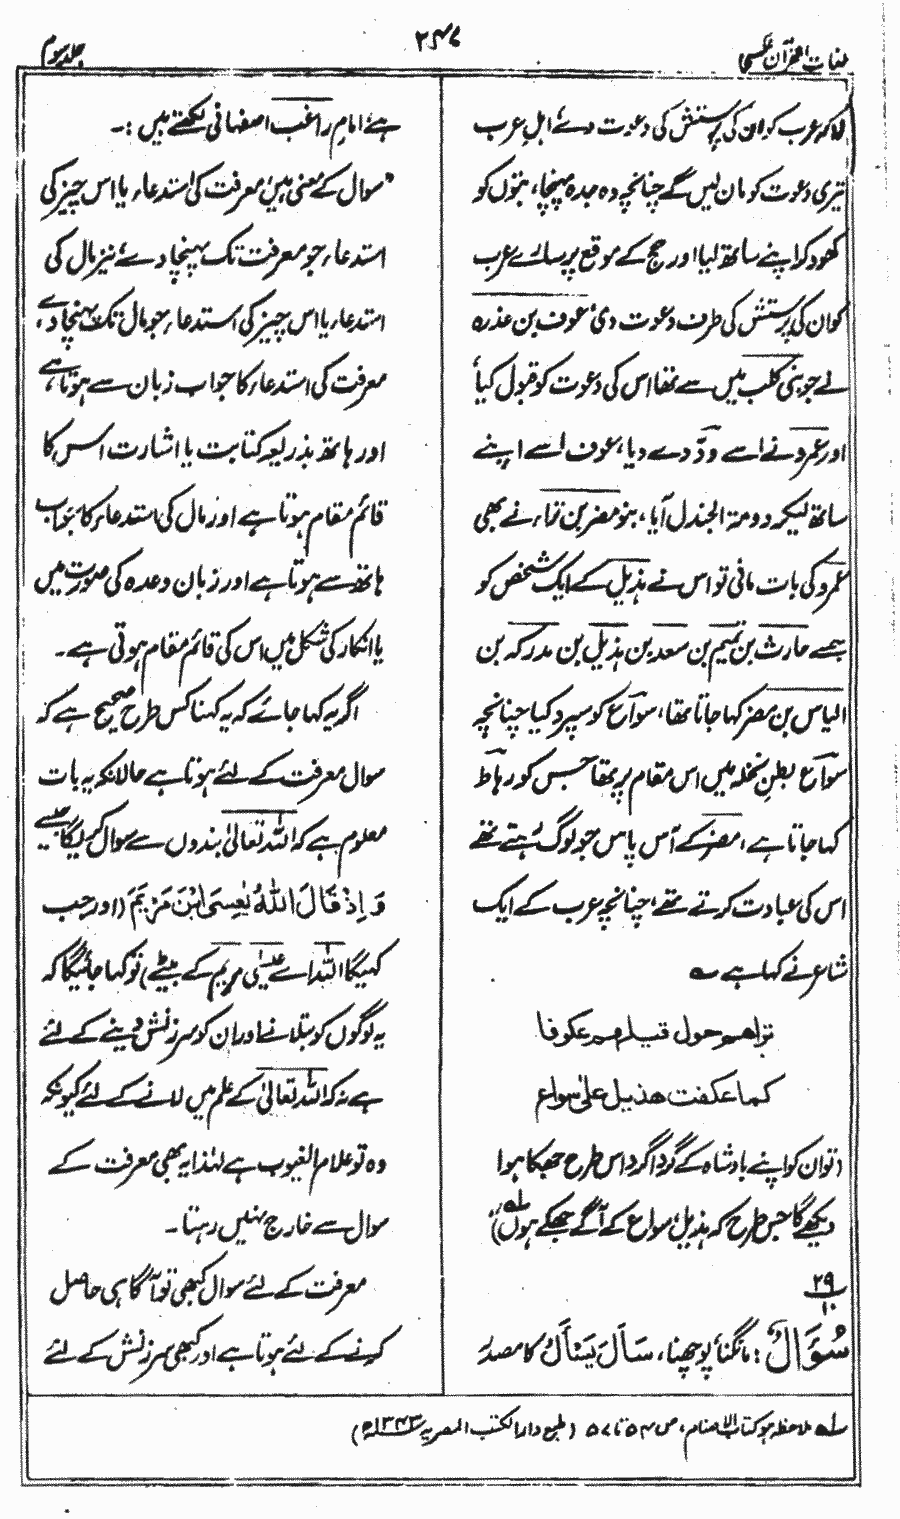 لغات القرآن عکسی
۲۴۷
جلد سوم
لا کر عرب کو ان کی پرستش کی دعوت دے، اہل عرب
تیری دعوت کو مان لیں گے چنانچہ وہ جدہ پہنچا، بتوں کو
کھود کر اپنے ساتھ لیا اور حج کے موقع پر سارے عرب
کو ان کی پرستش کی طرف دعوت دی، عوف بن عذرہ
نے جو بنی کلب میں سے تھا اس کی دعوت کو قبول کیا،
اور عمرو نے اسے ودّ دے دیا، عوف اسے اپنے
ساتھ لیکر دومۃ الجندل آیا، بنو مضر بن نزار نے بھی
عمرو کی بات مانی تو اس نے ہذیل کے ایک شخص کو
جسے حارث بن تمیم بن سعد بن ہذیل بن مدرکہ بن
الیاس بن مضر کہا جاتا تھا، سواع کو سپرد کیا چنانچہ
سواع بطنِ نخلہ میں اس مقام پر تھا جس کو رہاط
کہا جاتا ہے، مضر کے آس پاس جو لوگ رہتے تھے
اس کی عبادت کرتے تھے، چنانچہ عرب کے ایک
شاعر نے کہا ہے ؎
تراهم حول قيلهم عكوفا
كما عكفت هذيل على سواع
(تو ان کو اپنے بادشاہ کے گرداگرد اس طرح جھکا ہوا
دیکھے گا جس طرح کہ ہذیل، سواع کے آگے جھکے ہوں)؂
۲۹
۱۰
سُؤَالٌ: مانگنا، پوچھنا، سَأَلَ يَسْأَلُ کا مصدر
ہے، امام راغب اصفہانی لکھتے ہیں :۔
"سوال کے معنی ہیں، معرفت کی استدعاء یا اس چیز کی
استدعاء جو معرفت تک پہنچا دے، نیز مال کی
استدعاء یا اس چیز کی استدعاء جو مال تک پہنچا دے،
معرفت کی استدعاء کا جواب زبان سے ہوتا ہے،
اور ہاتھ بذریعہ کتابت یا اشارت اس کا
قائم مقام ہوتا ہے اور مال کی استدعاء کا جواب
ہاتھ سے ہوتا ہے اور زبان وعدہ کی صورت میں
یا انکار کی شکل میں اس کی قائم مقام ہوتی ہے۔
اگر یہ کہا جائے کہ یہ کہنا کس طرح صحیح ہے کہ
سوال معرفت کے لئے ہوتا ہے حالانکہ یہ بات
معلوم ہے کہ اللہ تعالیٰ بندوں سے سوال کریگا جیسے
وَ اِذْ قَالَ اللهُ يٰعِيْسَى ابْنَ مَرْيَمَ (اور جب
کہیگا اللہ اے عیسٰی مریم کے بیٹے) تو کہا جائیگا کہ
یہ لوگوں کو بتلانے اور ان کو سرزنش دینے کے لئے
ہے نہ کہ اللہ تعالیٰ کے علم میں لانے کے لئے کیونکہ
وہ تو علام الغیوب ہے لہٰذا یہ بھی معرفت کے
سوال سے خارج نہیں رہتا۔
معرفت کے لئے سوال کبھی تو آگاہی حاصل
کرنے کے لئے ہوتا ہے اور کبھی سرزنش کے لئے
لہ ملاحظہ ہو کتاب الاصنام، ص ۵۴ تا ۵۷ (طبع دار الکتب المصریہ ۱۳۴۳ھ)